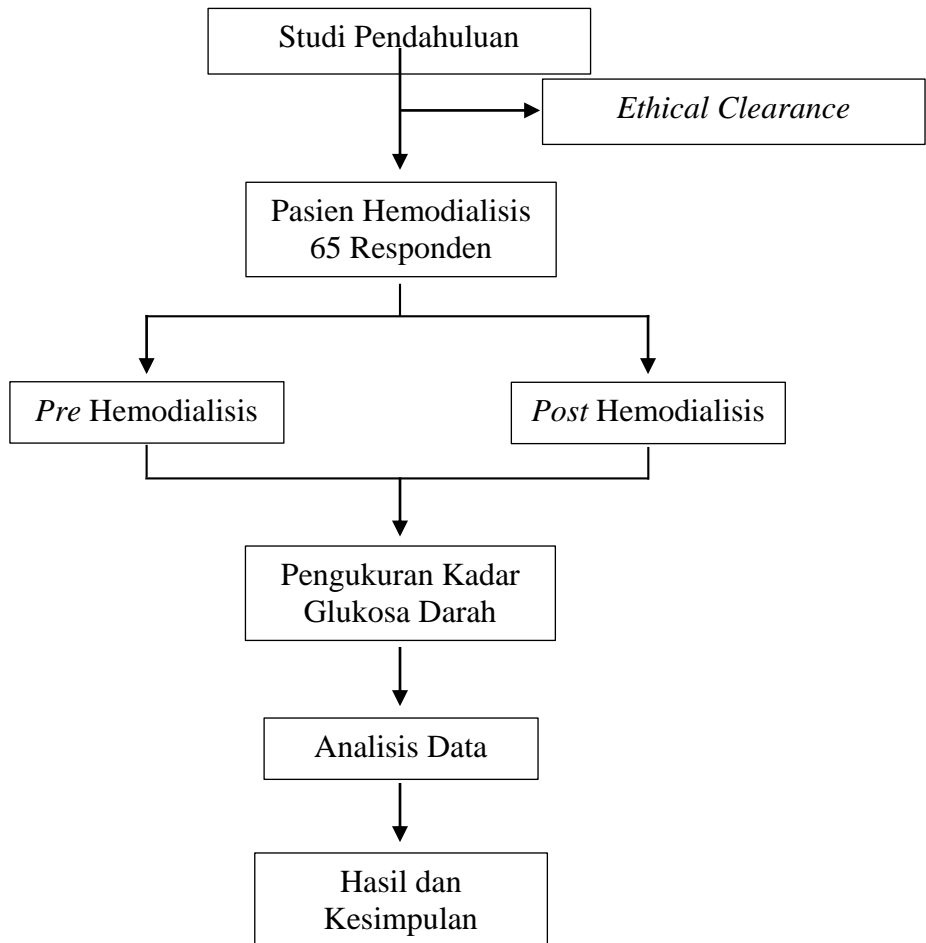 Studi Pendahuluan
Ethical Clearance
Pasien Hemodialisis
65 Responden
Pre Hemodialisis
Post Hemodialisis
Pengukuran Kadar
Glukosa Darah
Analisis Data
Hasil dan
Kesimpulan